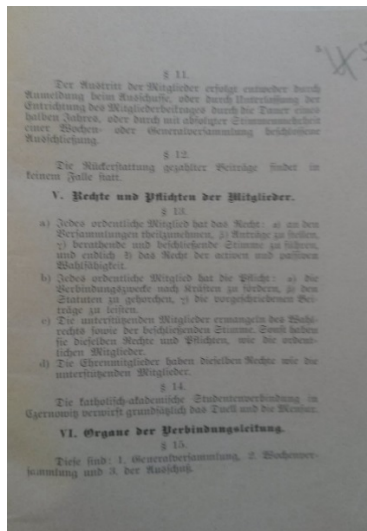 § 11.
Der Austritt der Mitglieder erfolgt entweder durch
Anmeldung beim Ausschusse, oder durch Unterlassung der
Entrichtung des Mitgliederbeitrages durch die Dauer eines
halben Jahres, oder durch mit absoluter Stimmenmehrheit
einer Wochen- oder Generalversammlung beschlossene
Ausschließung.
§ 12.
Die Rückerstattung gezahlter Beiträge findet in
keinem Falle statt.
V. Rechte und Pflichten der Mitglieder.
§ 13.
a) Jedes ordentliche Mitglied hat das Recht: α) an den
Versammlungen theilzunehmen, β) Anträge zu stellen,
γ) berathende und beschließende Stimme zu führen,
und endlich δ) das Recht der activen und passiven
Wahlfähigkeit.
b) Jedes ordentliche Mitglied hat die Pflicht: α) die
Verbindungszwecke nach Kräften zu fördern, β) den
Statuten zu gehorchen, γ) die vorgeschriebenen Bei-
träge zu leisten.
c) Die unterstützenden Mitglieder ermangeln des Wahl-
rechts sowie der beschließenden Stimme. Sonst haben
sie dieselben Rechte und Pflichten, wie die ordent-
lichen Mitglieder.
d) Die Ehrenmitglieder haben dieselben Rechte wie die
unterstützenden Mitglieder.
§ 14.
Die katholisch-akademische Studentenverbindung in
Czernowitz verwirft grundsätzlich das Duell und die Mensur.
VI. Organe der Verbindungsleitung.
§ 15.
Diese sind: 1. Generalversammlung, 2. Wochenver-
sammlung und 3. der Ausschuß.